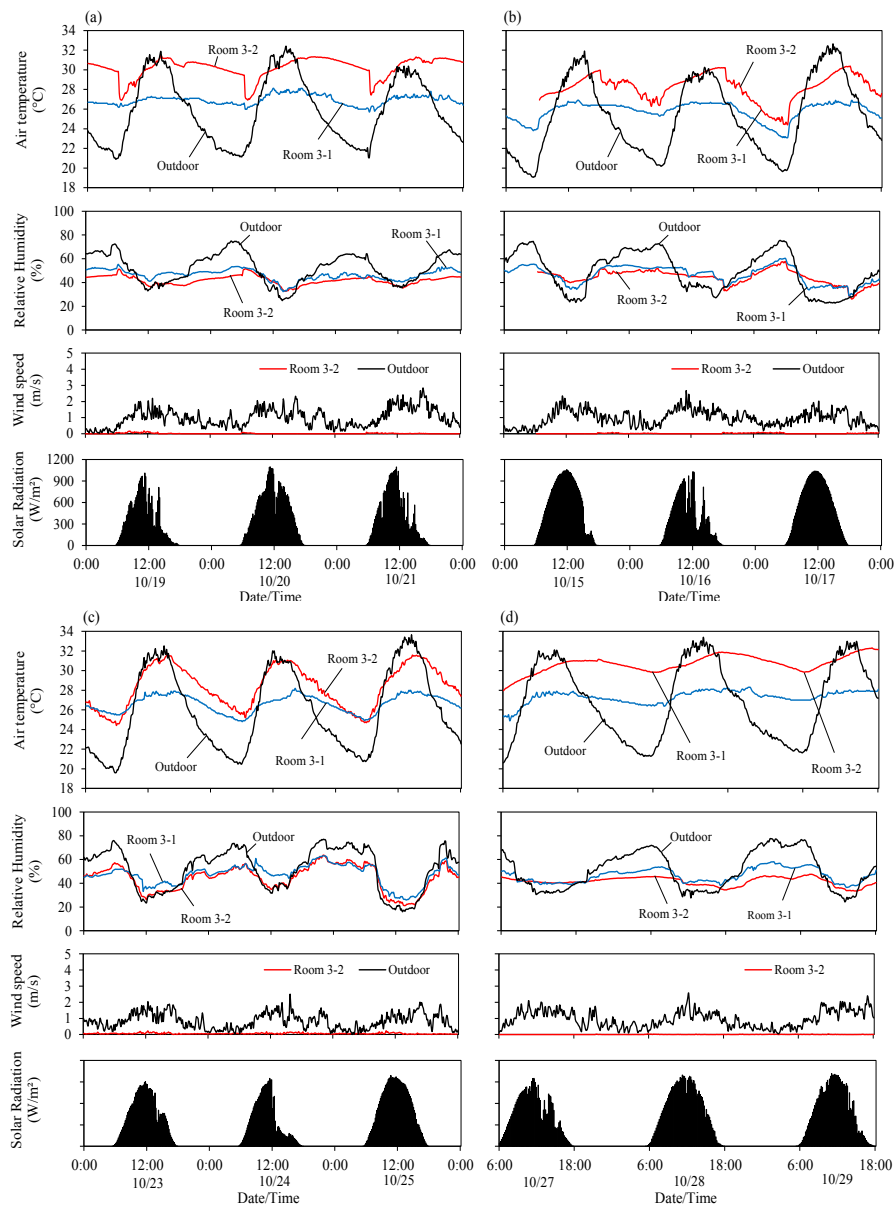 (a)
34
32
30
28
26
24
22
20
18
Air temperature
(°C)
Room 3-2
Outdoor
Room 3-1
(b)
Room 3-2
Outdoor
Room 3-1
100
80
60
40
20
0
Relative Humidity
(%)
Outdoor
Room 3-1
Room 3-2
Outdoor
Room 3-2
Room 3-1
5
4
3
2
1
0
Wind speed
(m/s)
Room 3-2 Outdoor
Room 3-2 Outdoor
1200
900
600
300
0
Solar Radiation
(W/m²)
0:00 12:00 0:00 12:00 0:00 12:00 0:00
10/19 10/20 10/21
Date/Time
0:00 12:00 0:00 12:00 0:00 12:00 0:00
10/15 10/16 10/17
Date/Time
(c)
34
32
30
28
26
24
22
20
18
Air temperature
(°C)
Room 3-2
Outdoor
Room 3-1
(d)
Outdoor
Room 3-1
Room 3-2
100
80
60
40
20
0
Relative Humidity
(%)
Room 3-1
Outdoor
Room 3-2
Outdoor
Room 3-2
Room 3-1
5
4
3
2
1
0
Wind speed
(m/s)
Room 3-2 Outdoor
Room 3-2
Solar Radiation
(W/m²)
0:00 12:00 0:00 12:00 0:00 12:00 0:00
10/23 10/24 10/25
Date/Time
6:00 18:00 6:00 18:00 6:00 18:00
10/27 10/28 10/29
Date/Time